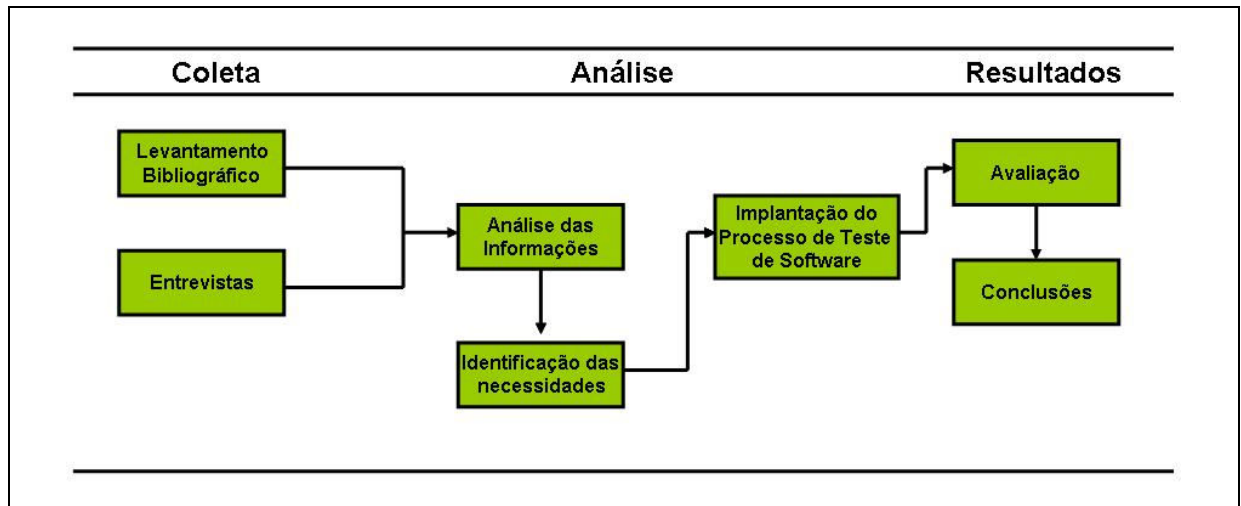 Coleta
Análise
Resultados
Levantamento
Bibliográfico
Entrevistas
Análise das
Informações
Identificação das
necessidades
Implantação do
Processo de Teste
de Software
Avaliação
Conclusões